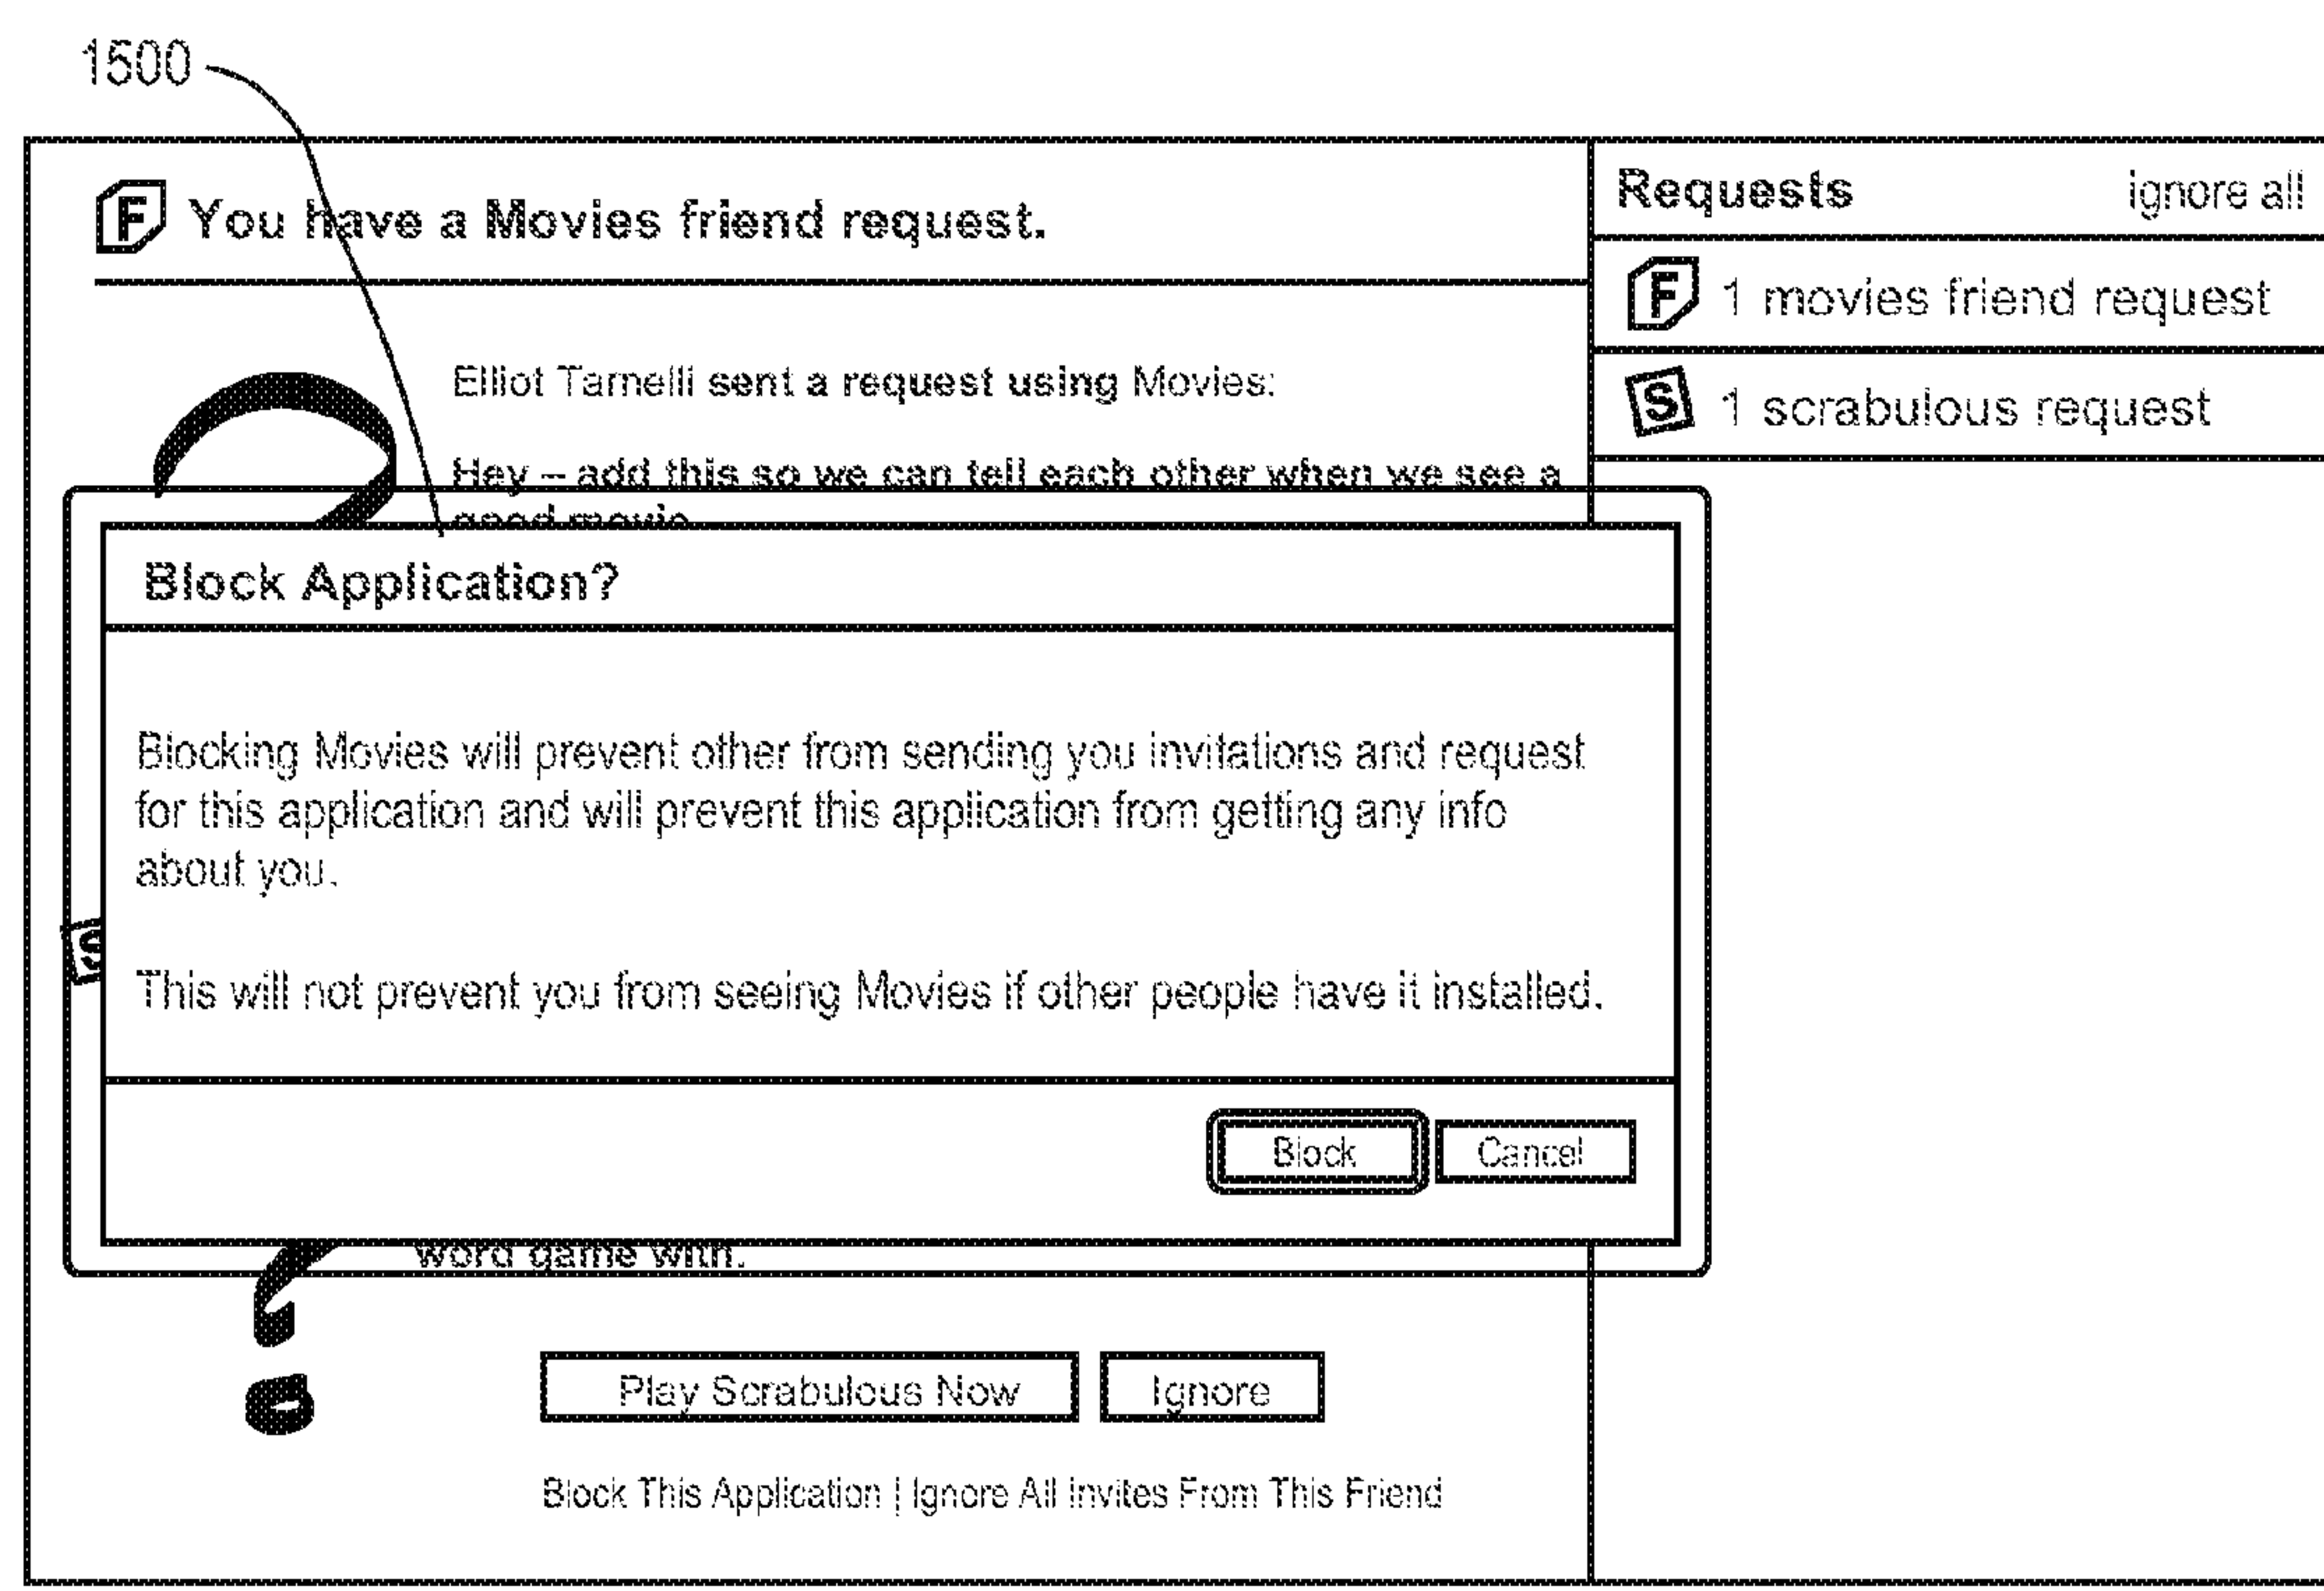 1500
F You have a Movies friend request.
Requests ignore all
F 1 movies friend request
S 1 scrabulous request
Elliot Tarnelli sent a request using Movies:
Hey – add this so we can tell each other when we see a
good movie
Block Application?
Blocking Movies will prevent other from sending you invitations and request
for this application and will prevent this application from getting any info
about you.
S
This will not prevent you from seeing Movies if other people have it installed.
Block Cancel
word game with.
Play Scrabulous Now Ignore
Block This Application | Ignore All Invites From This Friend